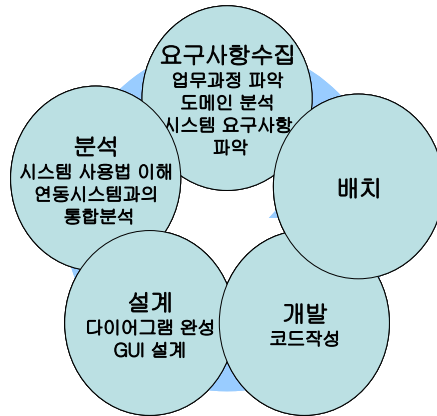 요구사항수집
업무과정 파악
도메인 분석
시스템 요구사항
파악
분석
시스템 사용법 이해
연동시스템과의
통합분석
설계
다이어그램 완성
GUI 설계
개발
코드작성
배치